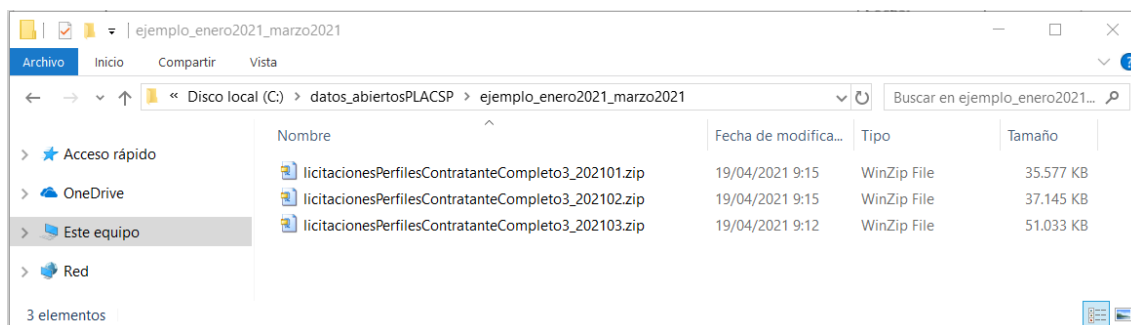 ejemplo_enero2021_marzo2021
Archivo Inicio Compartir Vista
« Disco local (C:) > datos_abiertosPLACSP > ejemplo_enero2021_marzo2021 Buscar en ejemplo_enero2021...
Nombre Fecha de modifica... Tipo Tamaño
Acceso rápido
licitacionesPerfilesContratanteCompleto3_202101.zip 19/04/2021 9:15 WinZip File 35.577 KB
OneDrive
licitacionesPerfilesContratanteCompleto3_202102.zip 19/04/2021 9:15 WinZip File 37.145 KB
Este equipo
licitacionesPerfilesContratanteCompleto3_202103.zip 19/04/2021 9:12 WinZip File 51.033 KB
Red
3 elementos